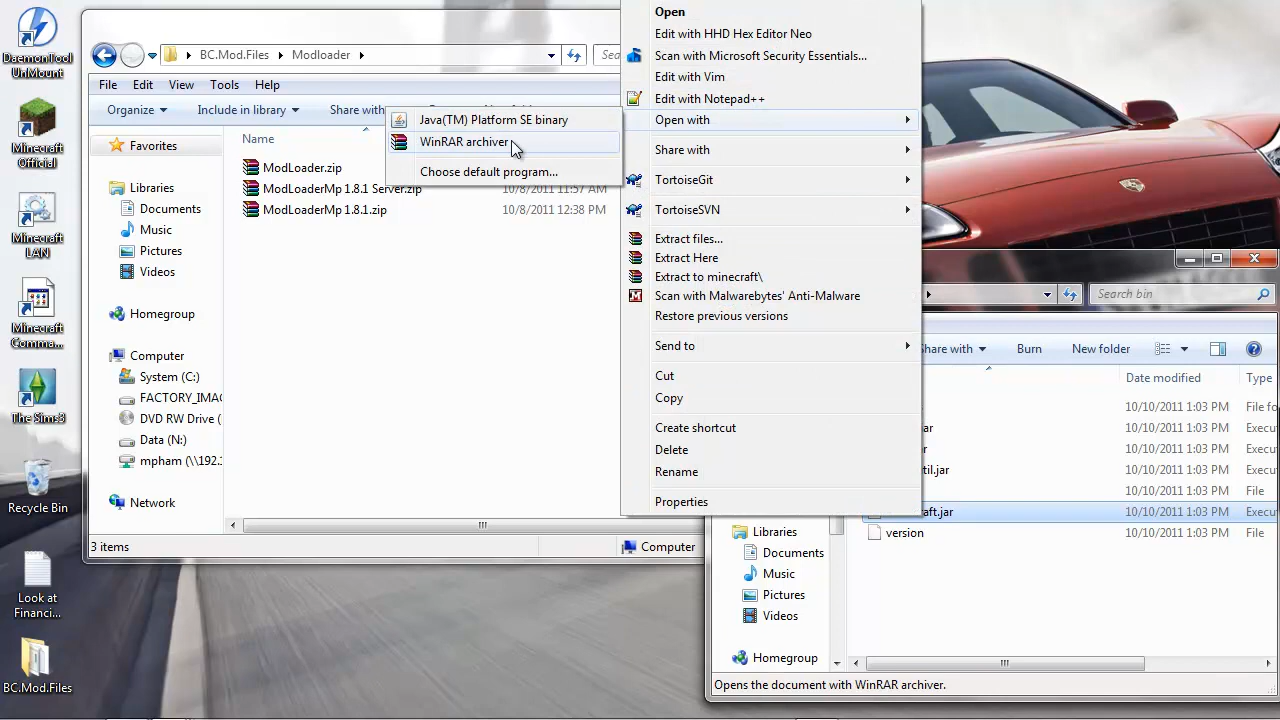 DaemonTool
UnMount
Minecraft
Official
Minecraft
LAN
Minecraft
Comma...
The Sims3
Recycle Bin
Look at
Financi...
BC.Mod.Files
BC.Mod.Files
Modloader
File
Edit
View
Tools
Help
Organize
Include in library
Share with
Name
Favorites
Libraries
Documents
Music
Pictures
Videos
Homegroup
Computer
System (C:)
FACTORY_IMAG
DVD RW Drive (
Data (N:)
mpham (\\192.
Network
ModLoader.zip
ModLoaderMp 1.8.1 Server.zip
10/8/2011 11:57 AM
ModLoaderMp 1.8.1.zip
10/8/2011 12:38 PM
3 items
Computer
Java(TM) Platform SE binary
WinRAR archiver
Choose default program...
Open
Edit with HHD Hex Editor Neo
Scan with Microsoft Security Essentials...
Edit with Vim
Edit with Notepad++
Open with
Share with
TortoiseGit
TortoiseSVN
Extract files...
Extract Here
Extract to minecraft\
Scan with Malwarebytes' Anti-Malware
Restore previous versions
Send to
Cut
Copy
Create shortcut
Delete
Rename
Properties
Search bin
Share with
Burn
New folder
Date modified
Type
10/10/2011 1:03 PM
File fo
ar
10/10/2011 1:03 PM
Execu
r
10/10/2011 1:03 PM
Execu
til.jar
10/10/2011 1:03 PM
Execu
10/10/2011 1:03 PM
File
aft.jar
10/10/2011 1:03 PM
Execu
version
10/10/2011 1:03 PM
File
Libraries
Documents
Music
Pictures
Videos
Homegroup
Opens the document with WinRAR archiver.